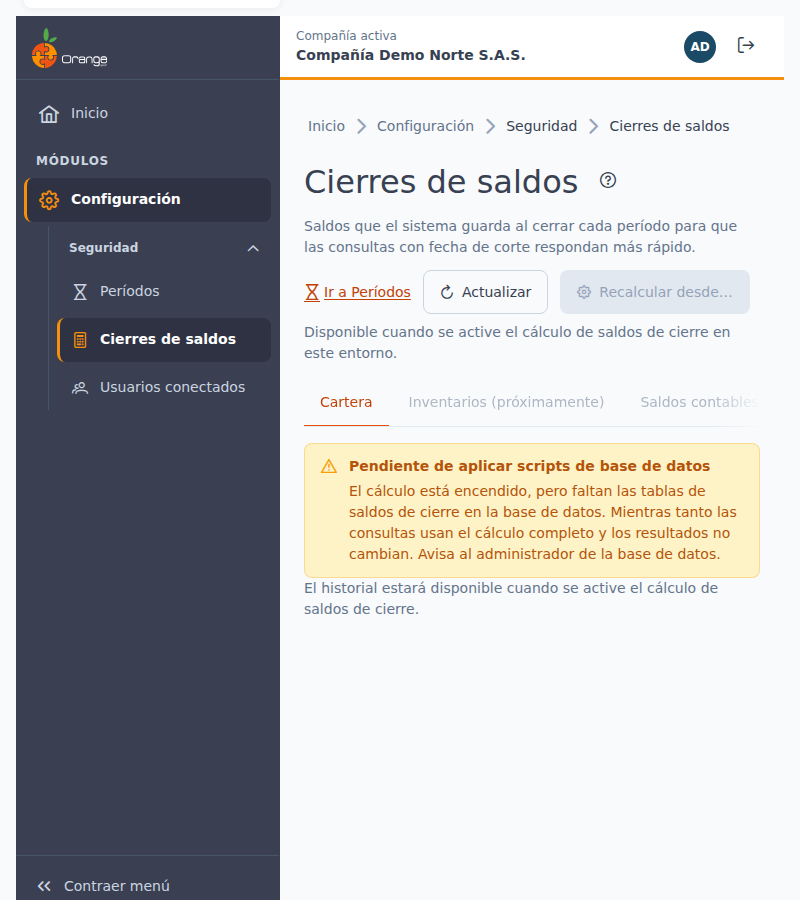 Orange
Compañía activa
Compañía Demo Norte S.A.S.
AD
Inicio
MÓDULOS
Configuración
Seguridad
Períodos
Cierres de saldos
Usuarios conectados
Contraer menú
Inicio > Configuración > Seguridad > Cierres de saldos
Cierres de saldos
Saldos que el sistema guarda al cerrar cada período para que
las consultas con fecha de corte respondan más rápido.
Ir a Períodos
Actualizar
Recalcular desde...
Disponible cuando se active el cálculo de saldos de cierre en
este entorno.
Cartera
Inventarios (próximamente)
Saldos contables
Pendiente de aplicar scripts de base de datos
El cálculo está encendido, pero faltan las tablas de
saldos de cierre en la base de datos. Mientras tanto las
consultas usan el cálculo completo y los resultados no
cambian. Avisa al administrador de la base de datos.
El historial estará disponible cuando se active el cálculo de
saldos de cierre.